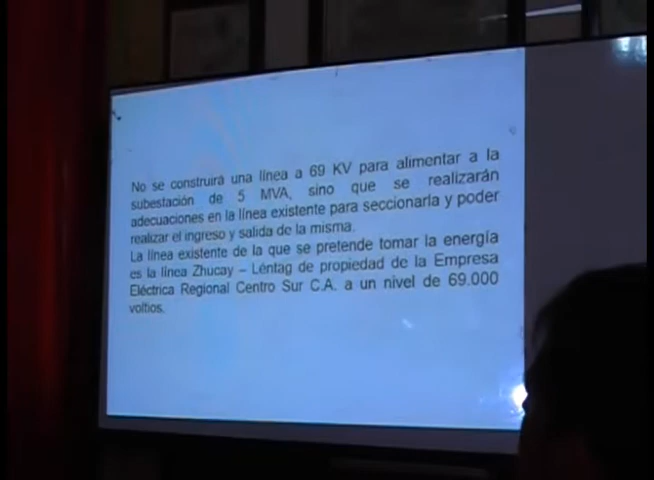 No se construirá una línea a 69 KV para alimentar a la
subestación de 5 MVA, sino que se realizarán
adecuaciones en la línea existente para seccionarla y poder
realizar el ingreso y salida de la misma.
La línea existente de la que se pretende tomar la energía
es la línea Zhucay – Léntag de propiedad de la Empresa
Eléctrica Regional Centro Sur C.A. a un nivel de 69.000
voltios.